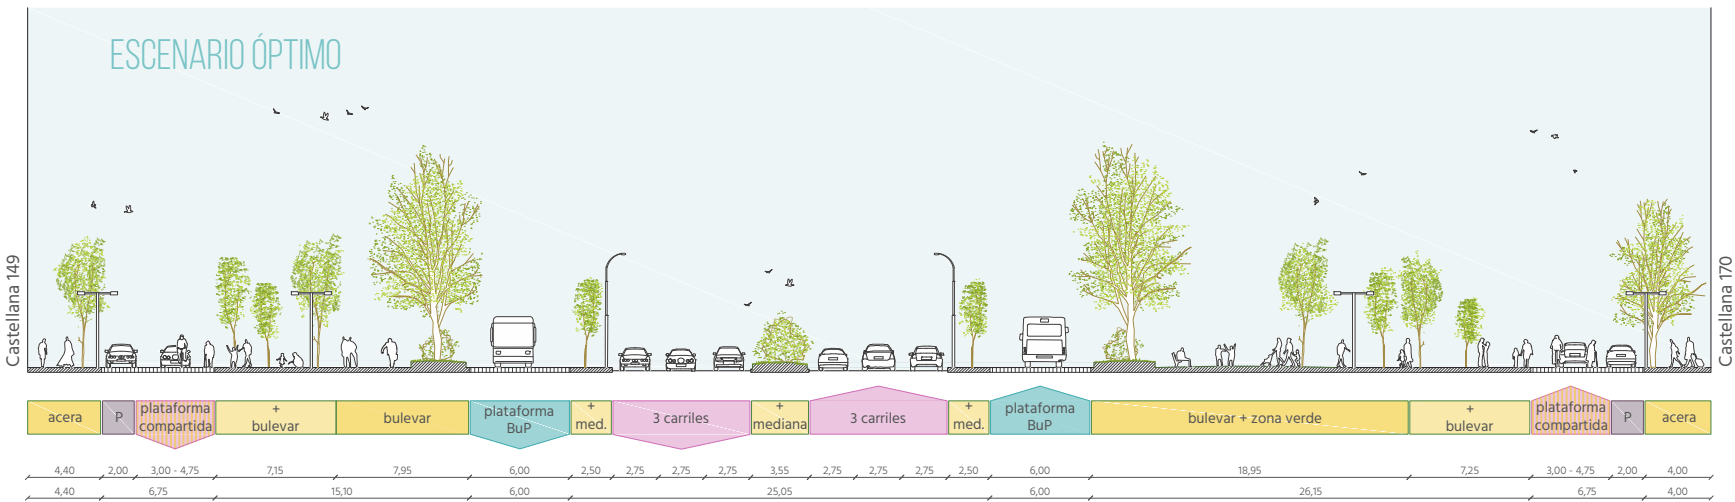 ESCENARIO ÓPTIMO
Castellana 149
Castellana 170
acera
P
plataforma
compartida
+
bulevar
bulevar
plataforma
BuP
+
med.
3 carriles
+
mediana
3 carriles
+
med.
plataforma
BuP
bulevar + zona verde
+
bulevar
plataforma
compartida
P
acera
4,40 2,00 3,00 - 4,75 7,15 7,95 6,00 2,50 2,75 2,75 2,75 3,55 2,75 2,75 2,75 2,50 6,00 18,95 7,25 3,00 - 4,75 2,00 4,00
4,40 6,75 15,10 6,00 25,05 6,00 26,15 6,75 4,00